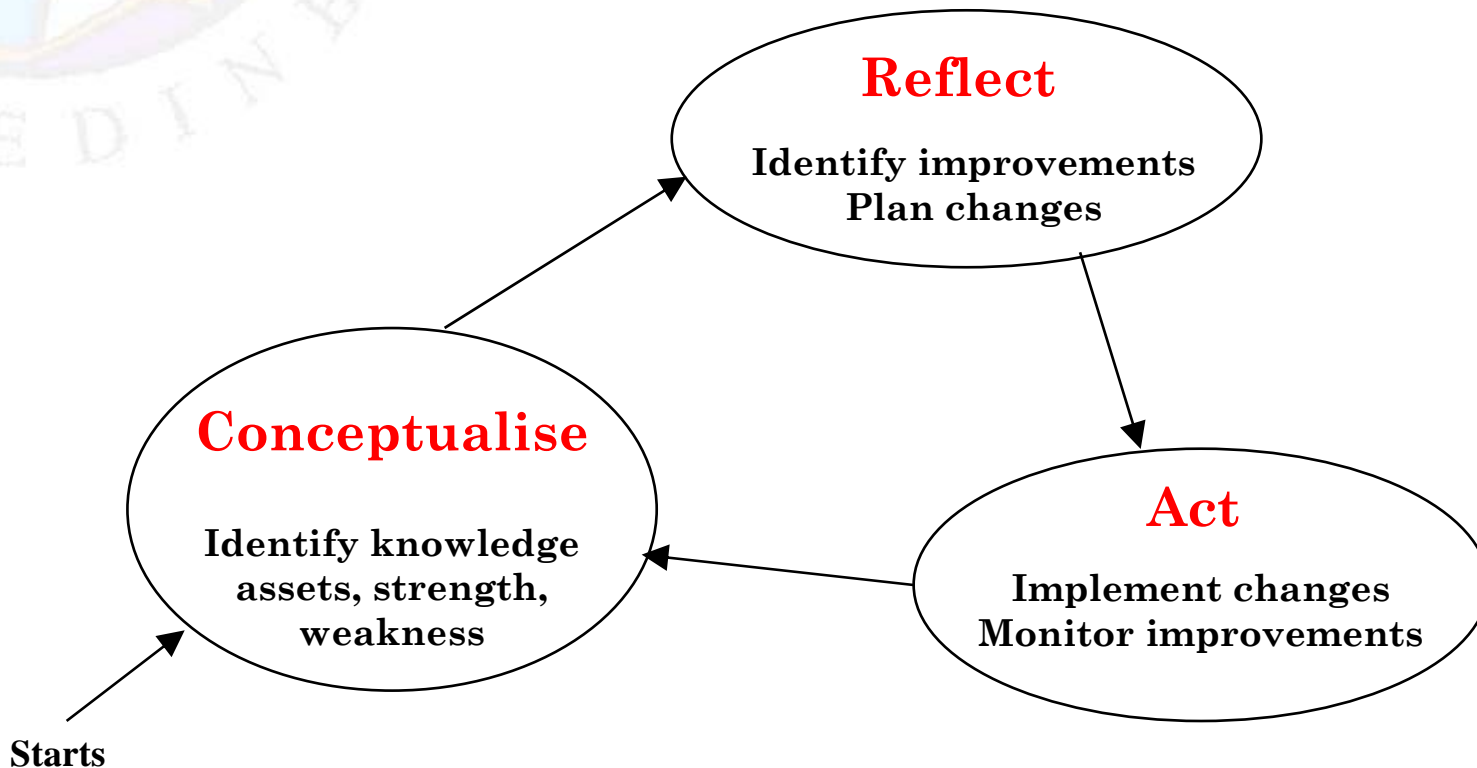 Reflect
Identify improvements
Plan changes
Conceptualise
Identify knowledge
assets, strength,
weakness
Act
Implement changes
Monitor improvements
Starts